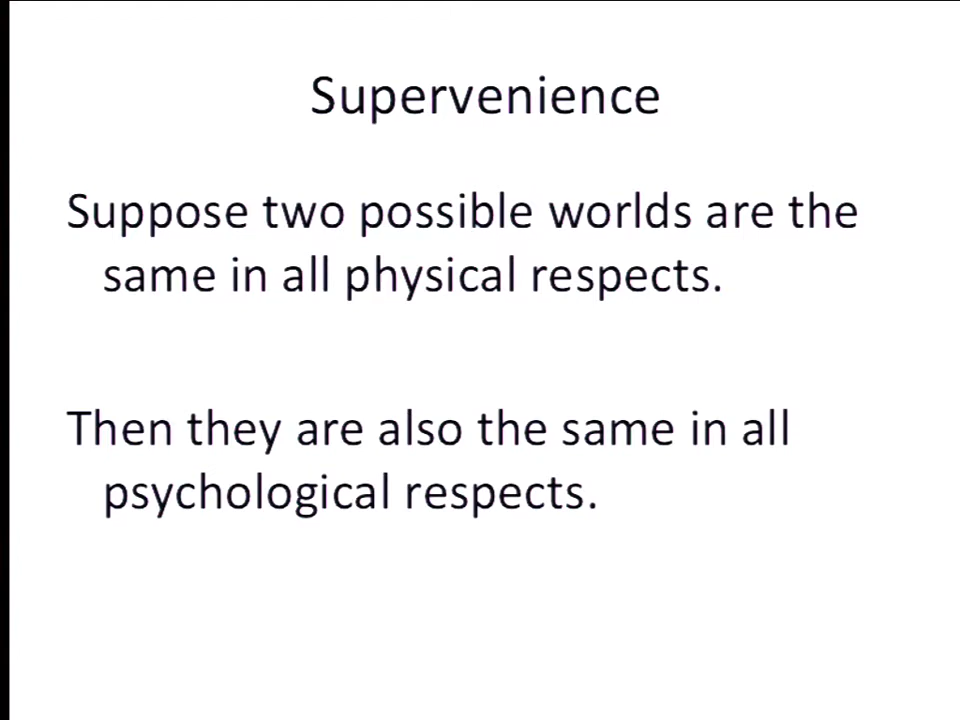 Supervenience
Suppose two possible worlds are the
same in all physical respects.
Then they are also the same in all
psychological respects.